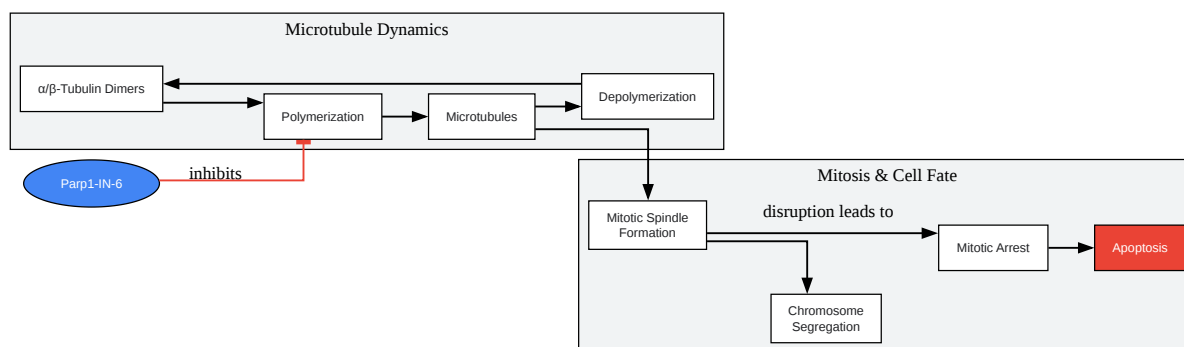 Microtubule Dynamics
α/β-Tubulin Dimers
Depolymerization
Polymerization
Microtubules
inhibits
Parp1-IN-6
Mitosis & Cell Fate
disruption leads to
Mitotic Spindle
Formation
Mitotic Arrest
Apoptosis
Chromosome
Segregation